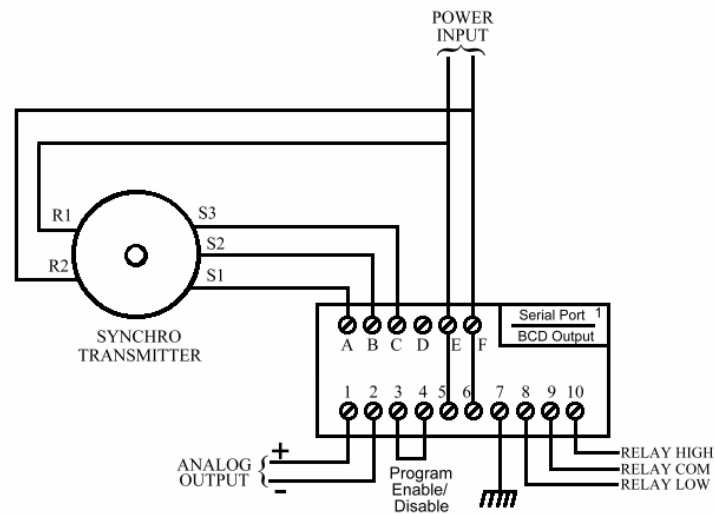 POWER
INPUT
R1
S3
S2
R2
S1
SYNCHRO
TRANSMITTER
Serial Port 1
BCD Output
A B C D E F
1 2 3 4 5 6 7 8 9 10
+
ANALOG
OUTPUT
-
Program
Enable/
Disable
RELAY HIGH
RELAY COM
RELAY LOW